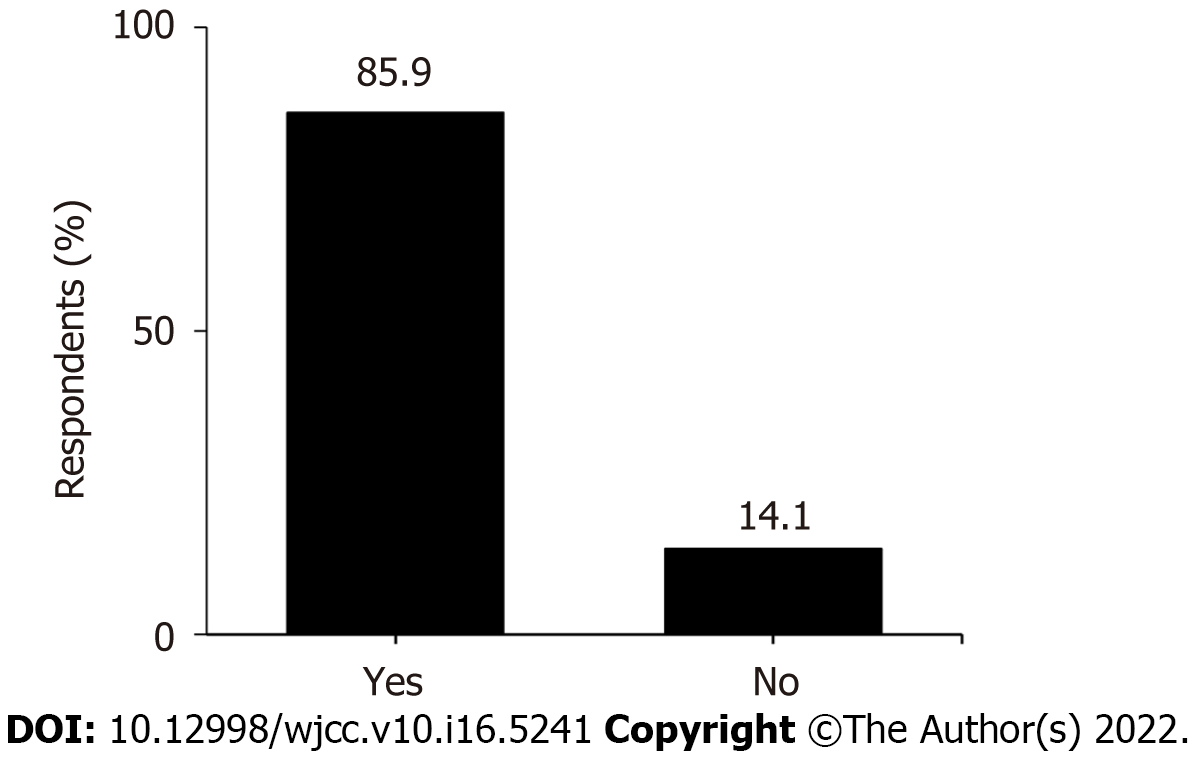 100
85.9
Respondents (%)
50
14.1
0
Yes No
DOI: 10.12998/wjcc.v10.i16.5241 Copyright ©The Author(s) 2022.